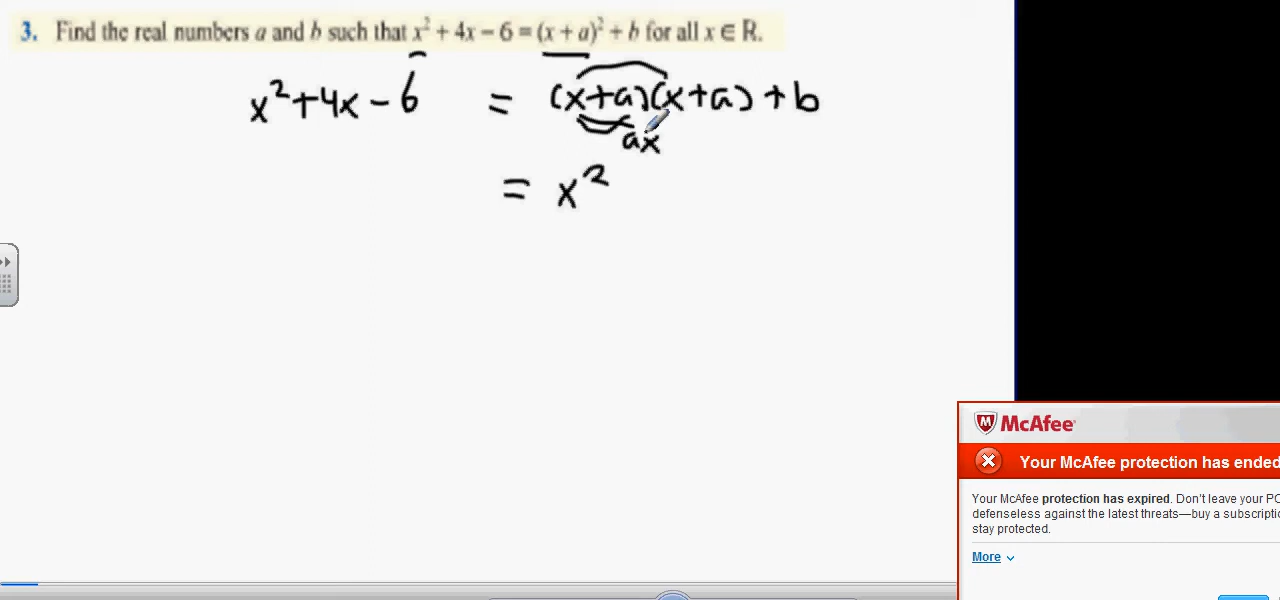 3. Find the real numbers a and b such that x² + 4x − 6 = (x + a)² + b for all x ∈ R.
x² + 4x − 6 = (x+a)(x+a) + b
ax
= x²
McAfee
Your McAfee protection has ended
Your McAfee protection has expired. Don't leave your PC
defenseless against the latest threats—buy a subscripti
stay protected.
More